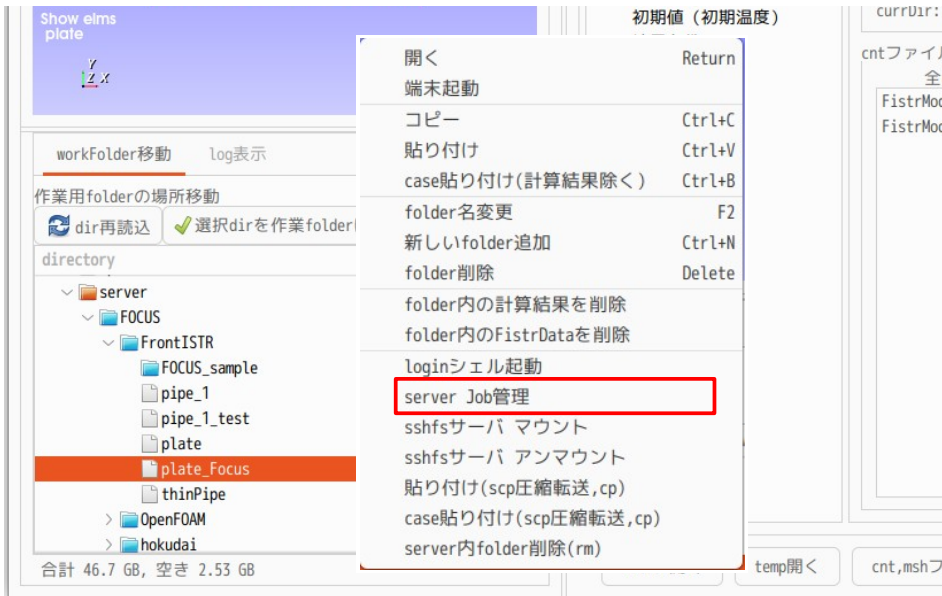 Show elms
plate
Y
Z X
workFolder移動
log表示
作業用folderの場所移動
dir再読込
選択dirを作業folder
directory
server
FOCUS
FrontISTR
FOCUS_sample
pipe_1
pipe_1_test
plate
plate_Focus
thinPipe
OpenFOAM
hokudai
合計 46.7 GB, 空き 2.53 GB
開く Return
端末起動
コピー Ctrl+C
貼り付け Ctrl+V
case貼り付け(計算結果除く) Ctrl+B
folder名変更 F2
新しいfolder追加 Ctrl+N
folder削除 Delete
folder内の計算結果を削除
folder内のFistrDataを削除
loginシェル起動
server Job管理
sshfsサーバ マウント
sshfsサーバ アンマウント
貼り付け(scp圧縮転送,cp)
case貼り付け(scp圧縮転送,cp)
server内folder削除(rm)
初期値 (初期温度)
currDir:
cntファイル
全
FistrMod
FistrMod
temp開く
cnt,mshフ